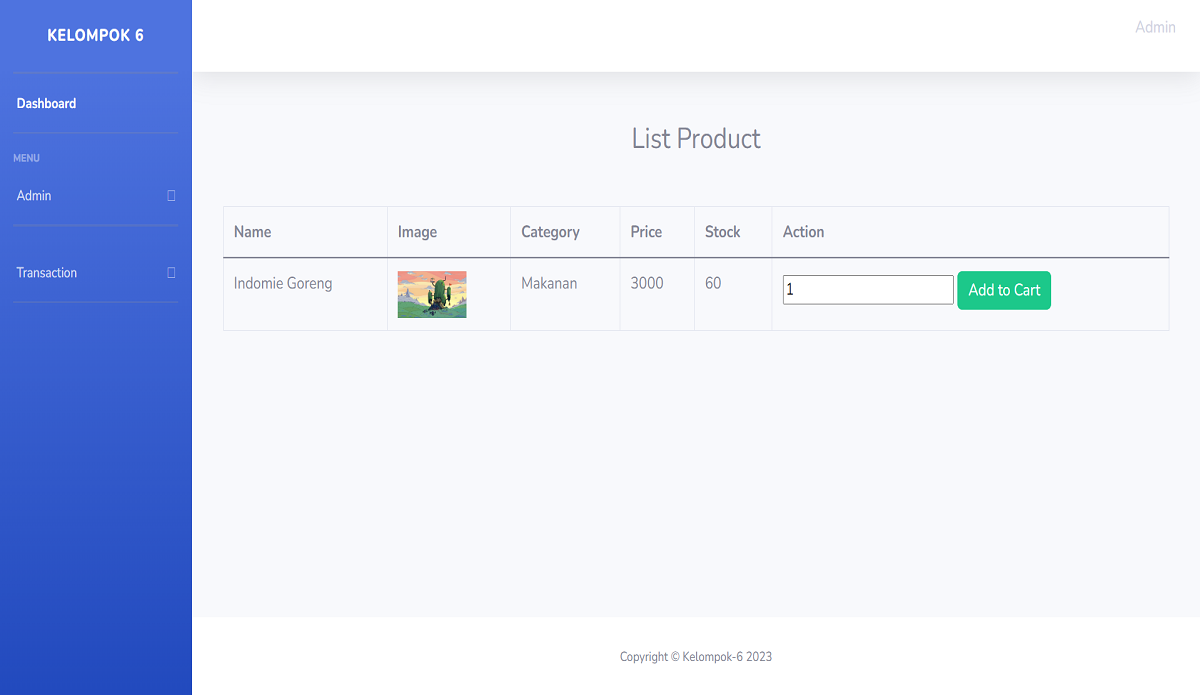 KELOMPOK 6
Admin
Dashboard
MENU
Admin
Transaction
List Product
Name Image Category Price Stock Action
Indomie Goreng Makanan 3000 60 1 Add to Cart
Copyright © Kelompok-6 2023